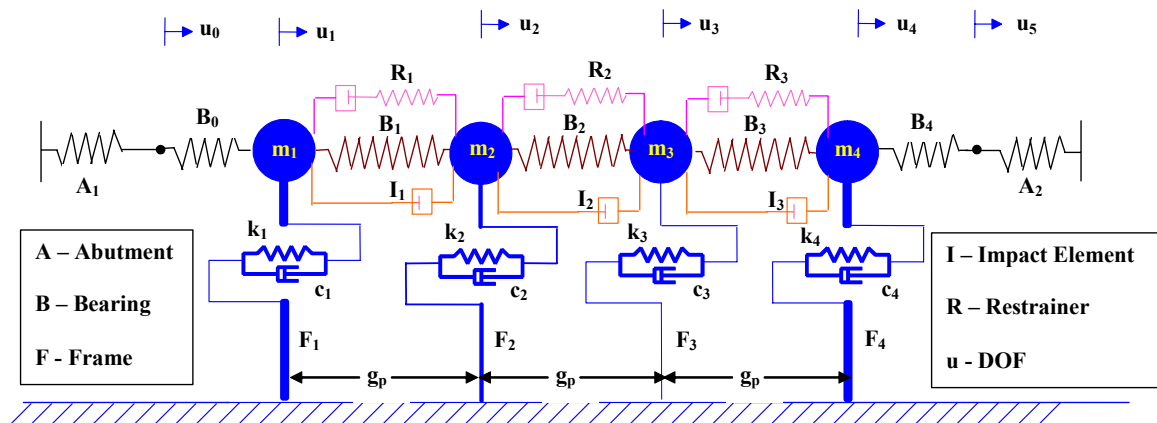 u₀ u₁ u₂ u₃ u₄ u₅
R₁ R₂ R₃
B₀ B₁ B₂ B₃ B₄
m₁ m₂ m₃ m₄
A₁ A₂
I₁ I₂ I₃
k₁ k₂ k₃ k₄
c₁ c₂ c₃ c₄
A – Abutment
B – Bearing
F - Frame
I – Impact Element
R – Restrainer
u - DOF
F₁ F₂ F₃ F₄
gₚ gₚ gₚ